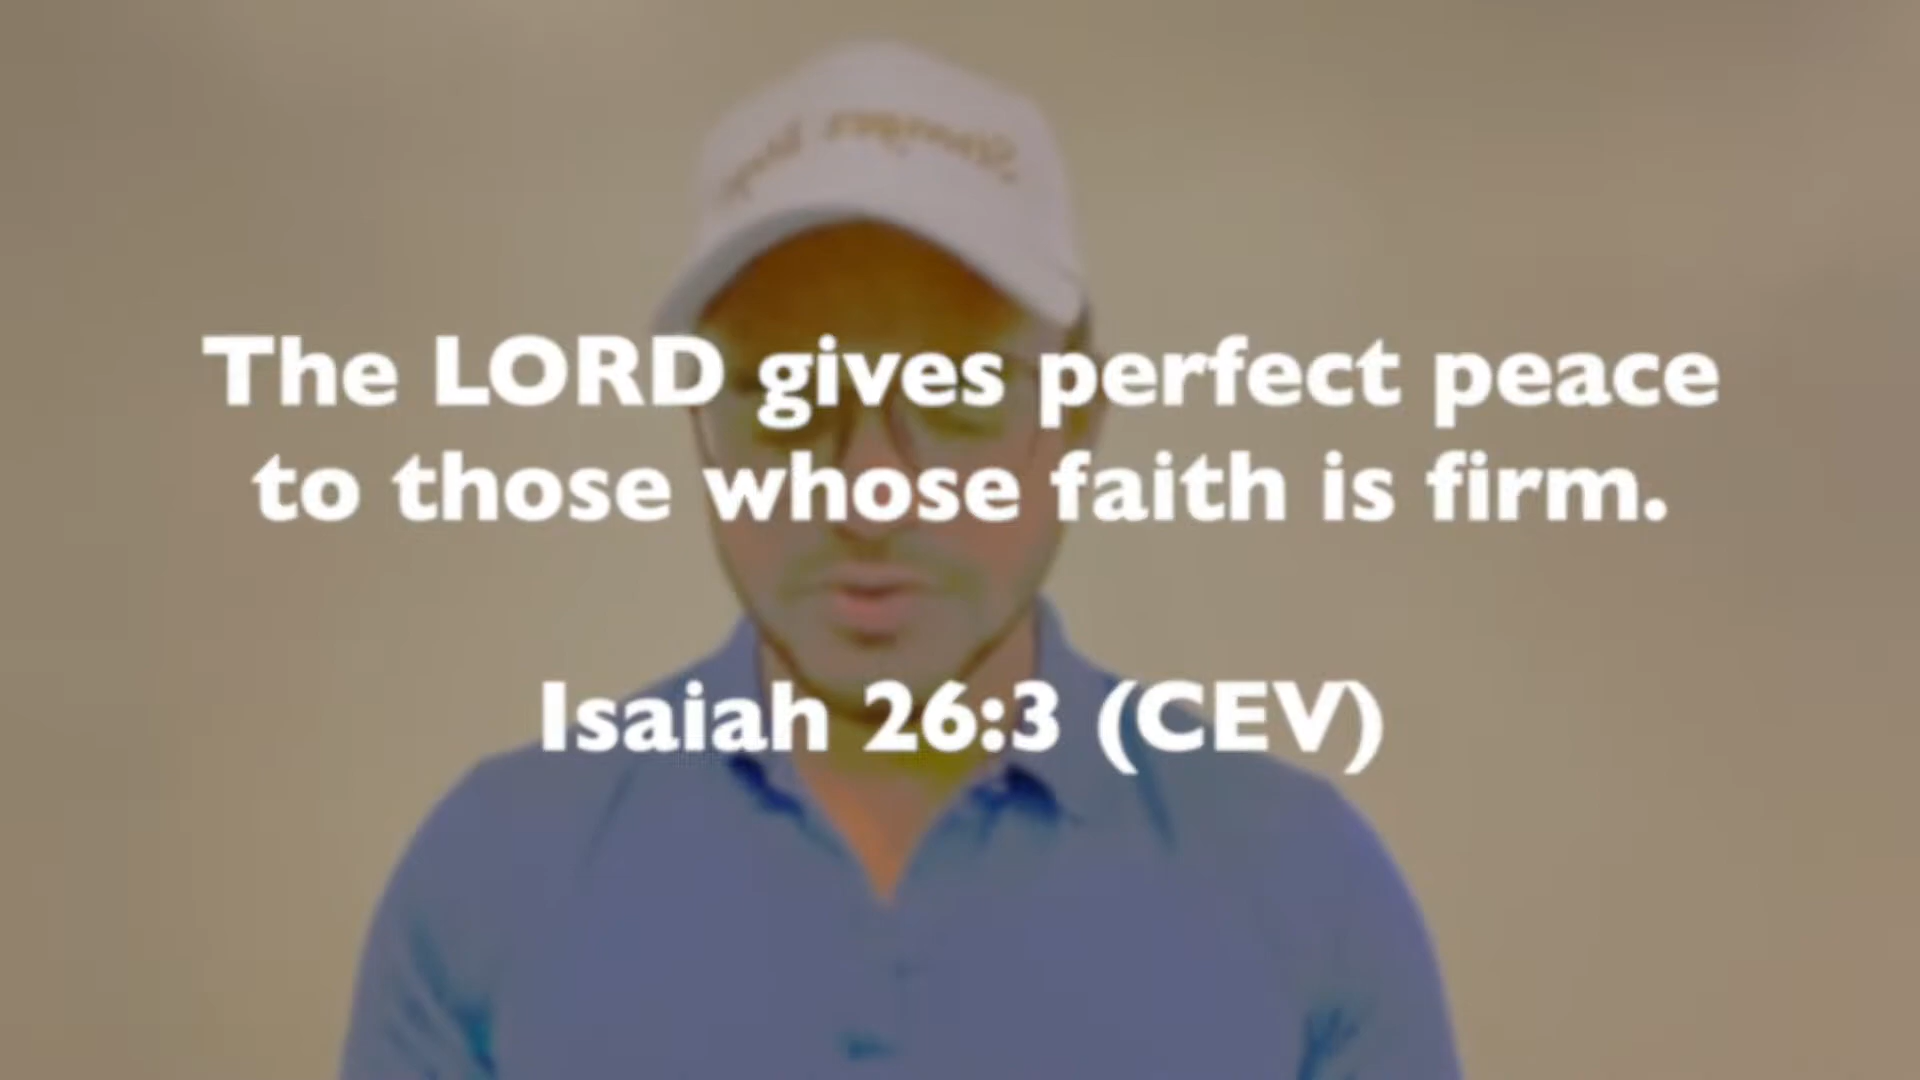 The LORD gives perfect peace
to those whose faith is firm.
Isaiah 26:3 (CEV)